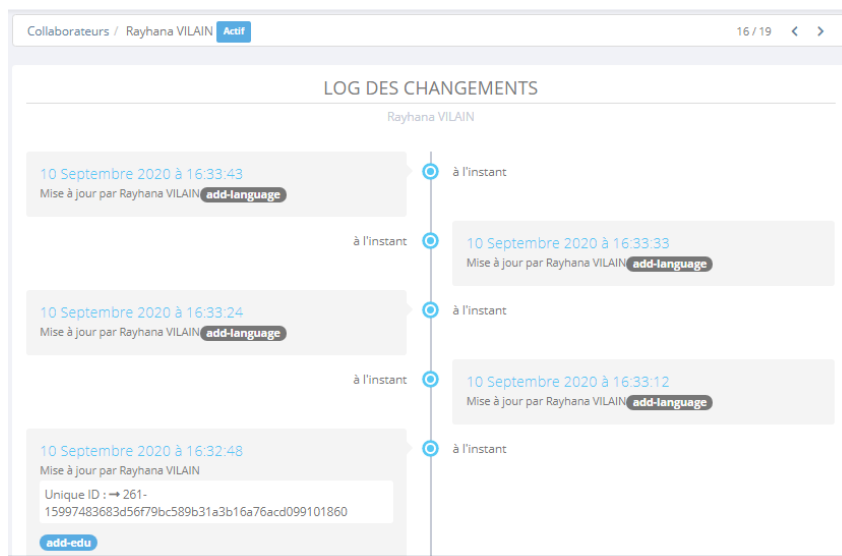 Collaborateurs / Rayhana VILAIN Actif 16 / 19
LOG DES CHANGEMENTS
Rayhana VILAIN
10 Septembre 2020 à 16:33:43
Mise à jour par Rayhana VILAIN add-language
à l'instant
à l'instant
10 Septembre 2020 à 16:33:33
Mise à jour par Rayhana VILAIN add-language
10 Septembre 2020 à 16:33:24
Mise à jour par Rayhana VILAIN add-language
à l'instant
à l'instant
10 Septembre 2020 à 16:33:12
Mise à jour par Rayhana VILAIN add-language
10 Septembre 2020 à 16:32:48
Mise à jour par Rayhana VILAIN
à l'instant
Unique ID : → 261-
15997483683d56f79bc589b31a3b16a76acd099101860
add-edu